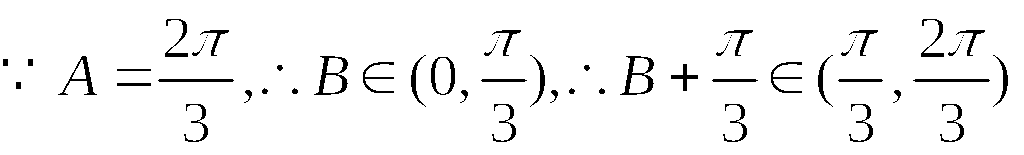 ∵ A = 2π/3 ,∴ B ∈ (0, π/3),∴ B + π/3 ∈ (π/3, 2π/3)